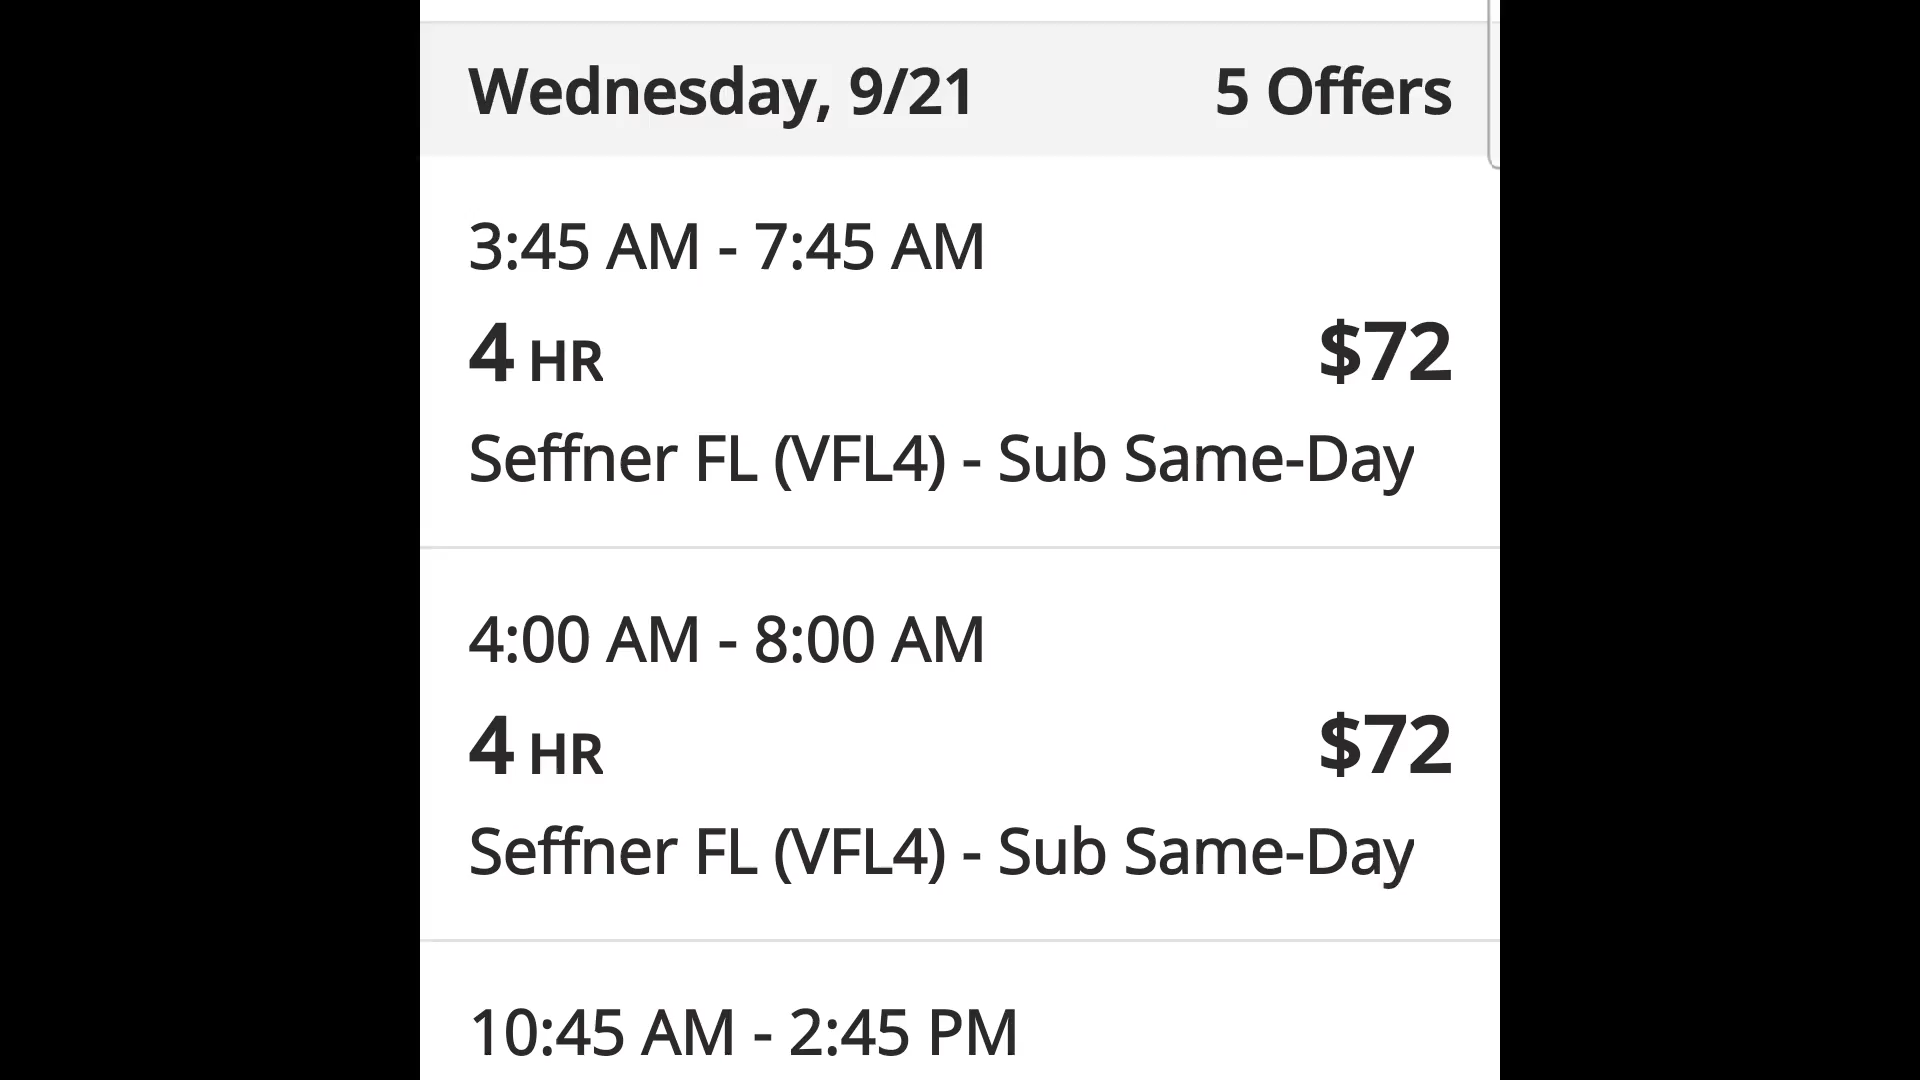 Wednesday, 9/21 5 Offers
3:45 AM - 7:45 AM
4 HR $72
Seffner FL (VFL4) - Sub Same-Day
4:00 AM - 8:00 AM
4 HR $72
Seffner FL (VFL4) - Sub Same-Day
10:45 AM - 2:45 PM